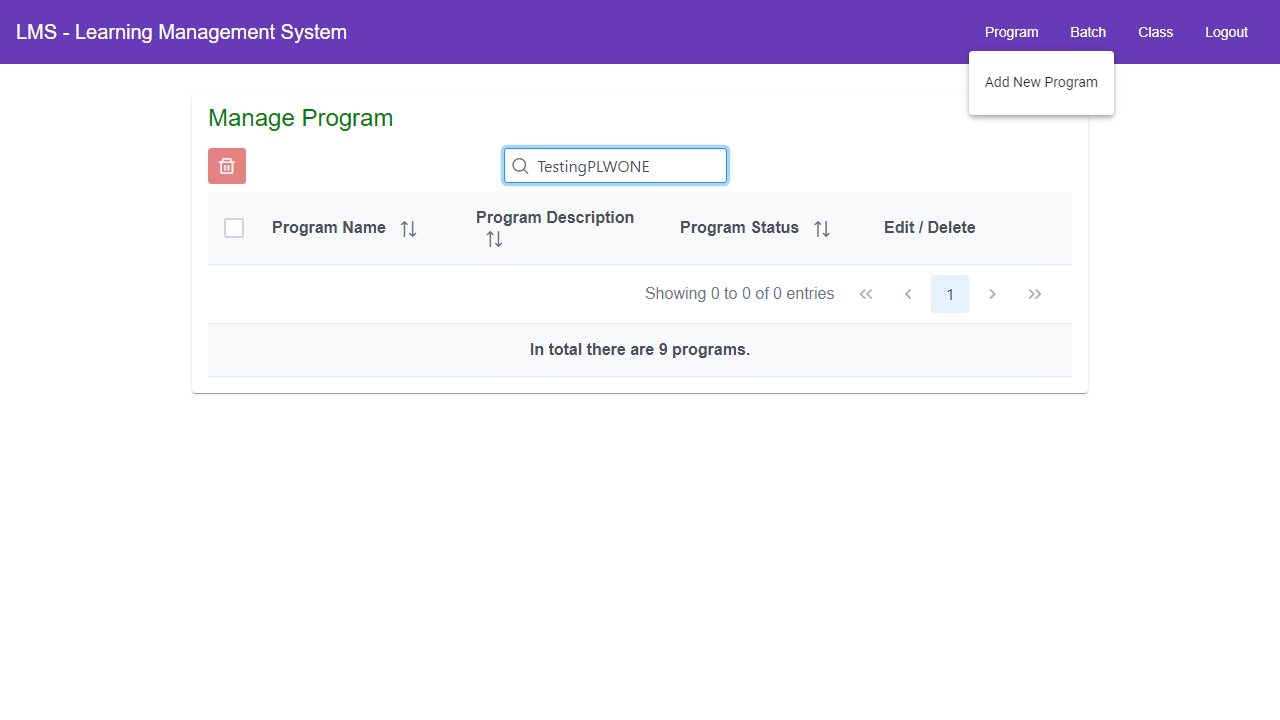 LMS - Learning Management System
Program Batch Class Logout
Add New Program
Manage Program
TestingPLWONE
Program Name Program Description Program Status Edit / Delete
Showing 0 to 0 of 0 entries << < 1 > >>
In total there are 9 programs.